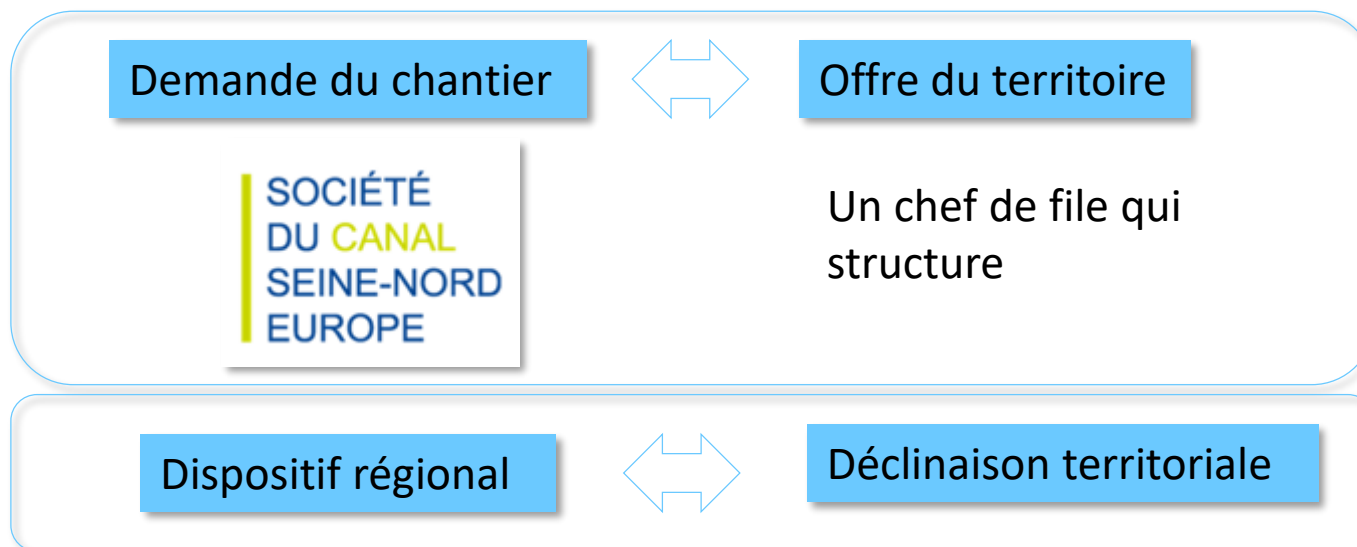 Demande du chantier
Offre du territoire
SOCIÉTÉ
DU CANAL
SEINE-NORD
EUROPE
Un chef de file qui
structure
Dispositif régional
Déclinaison territoriale